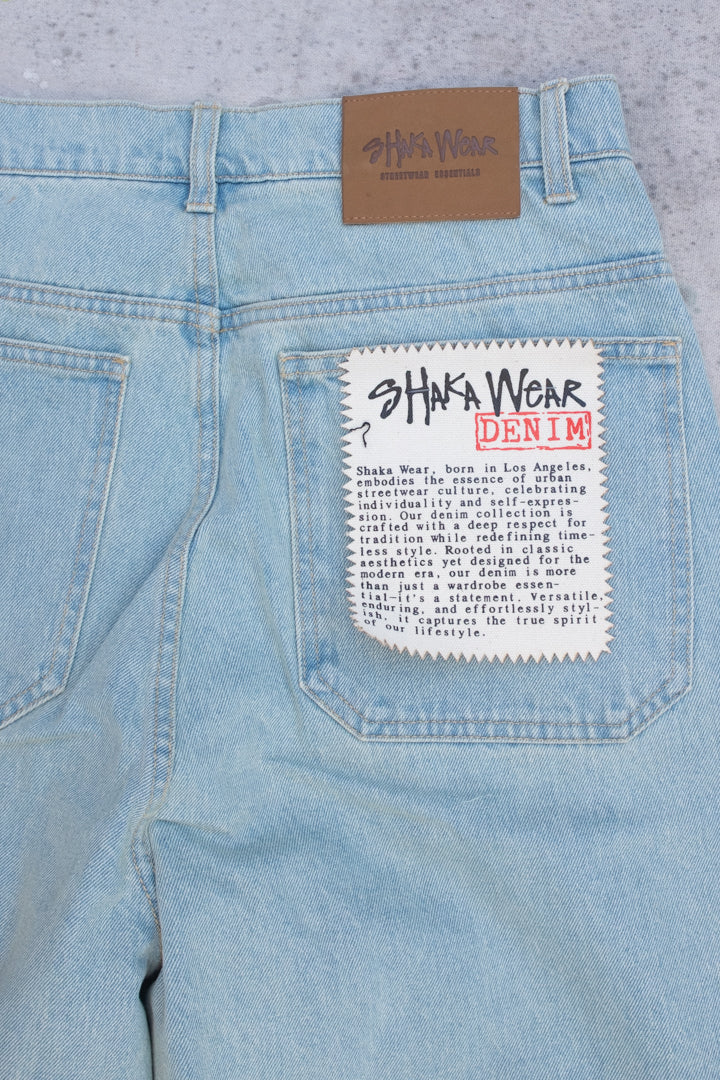 SHAKA WEAR
STREETWEAR ESSENTIALS
SHAKA WEAR
DENIM
Shaka Wear, born in Los Angeles,
embodies the essence of urban
streetwear culture, celebrating
individuality and self-expres-
sion. Our denim collection is
crafted with a deep respect for
tradition while redefining time-
less style. Rooted in classic
aesthetics yet designed for the
modern era, our denim is more
than just a wardrobe essen-
tial—it's a statement. Versatile,
enduring, and effortlessly styl-
ish, it captures the true spirit
of our lifestyle.